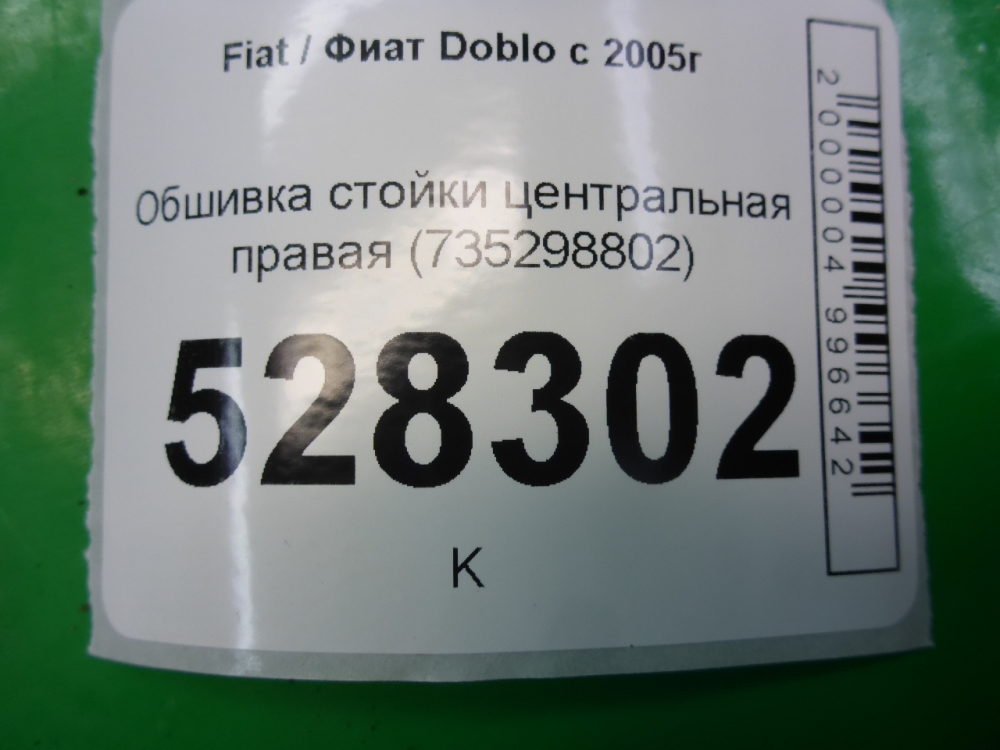 Fiat / Фиат Doblo с 2005г
Обшивка стойки центральная
правая (735298802)
528302
К
2000004996642